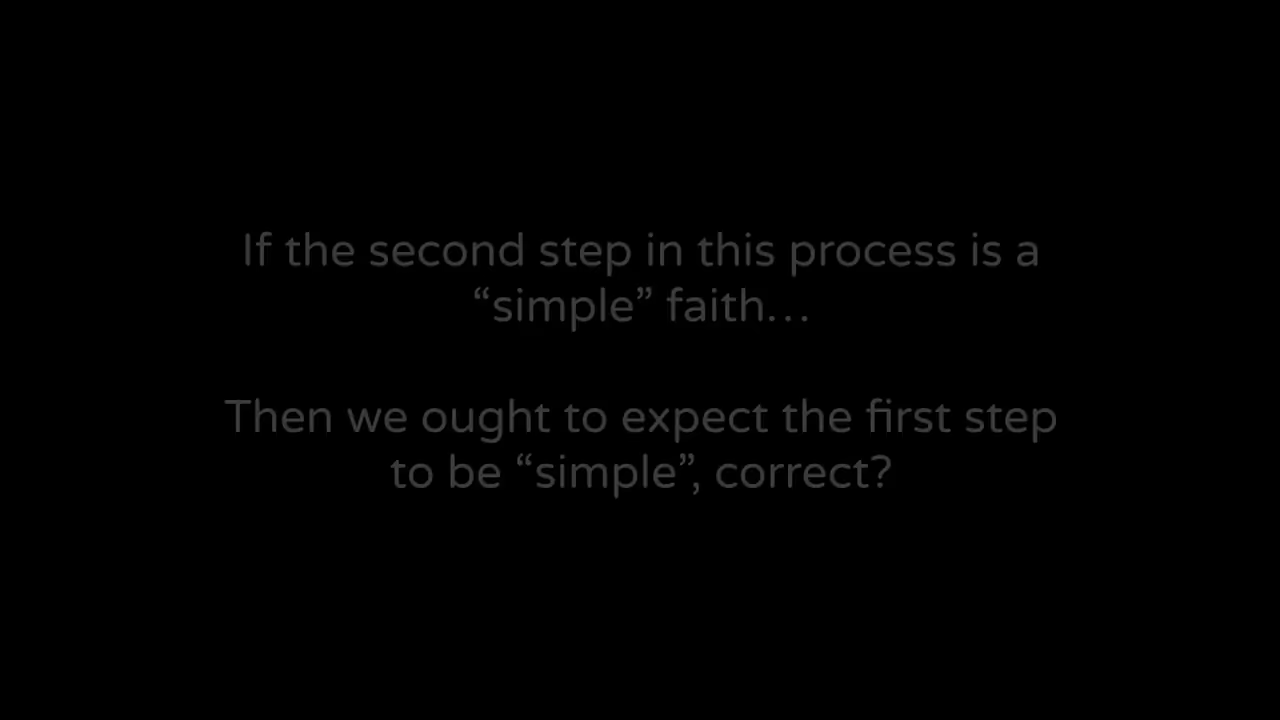 If the second step in this process is a
“simple” faith…
Then we ought to expect the first step
to be “simple”, correct?